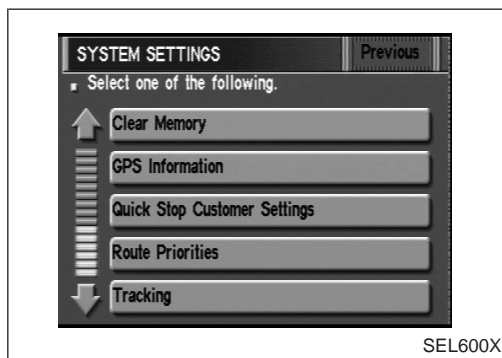 SYSTEM SETTINGS Previous
Select one of the following.
Clear Memory
GPS Information
Quick Stop Customer Settings
Route Priorities
Tracking
SEL600X